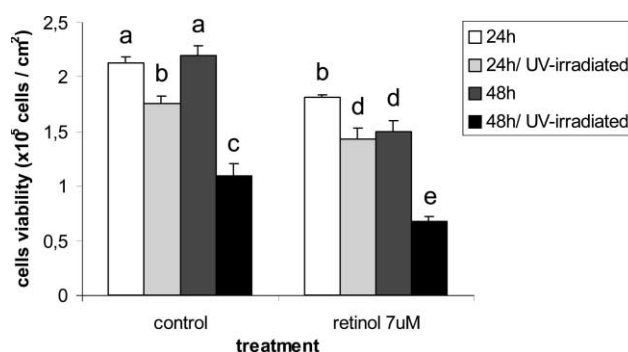 cells viability (x10⁵ cells / cm²)
2,5
2
1,5
1
0,5
0
a
b
a
c
b
d
d
e
control
retinol 7uM
treatment
24h
24h/ UV-irradiated
48h
48h/ UV-irradiated